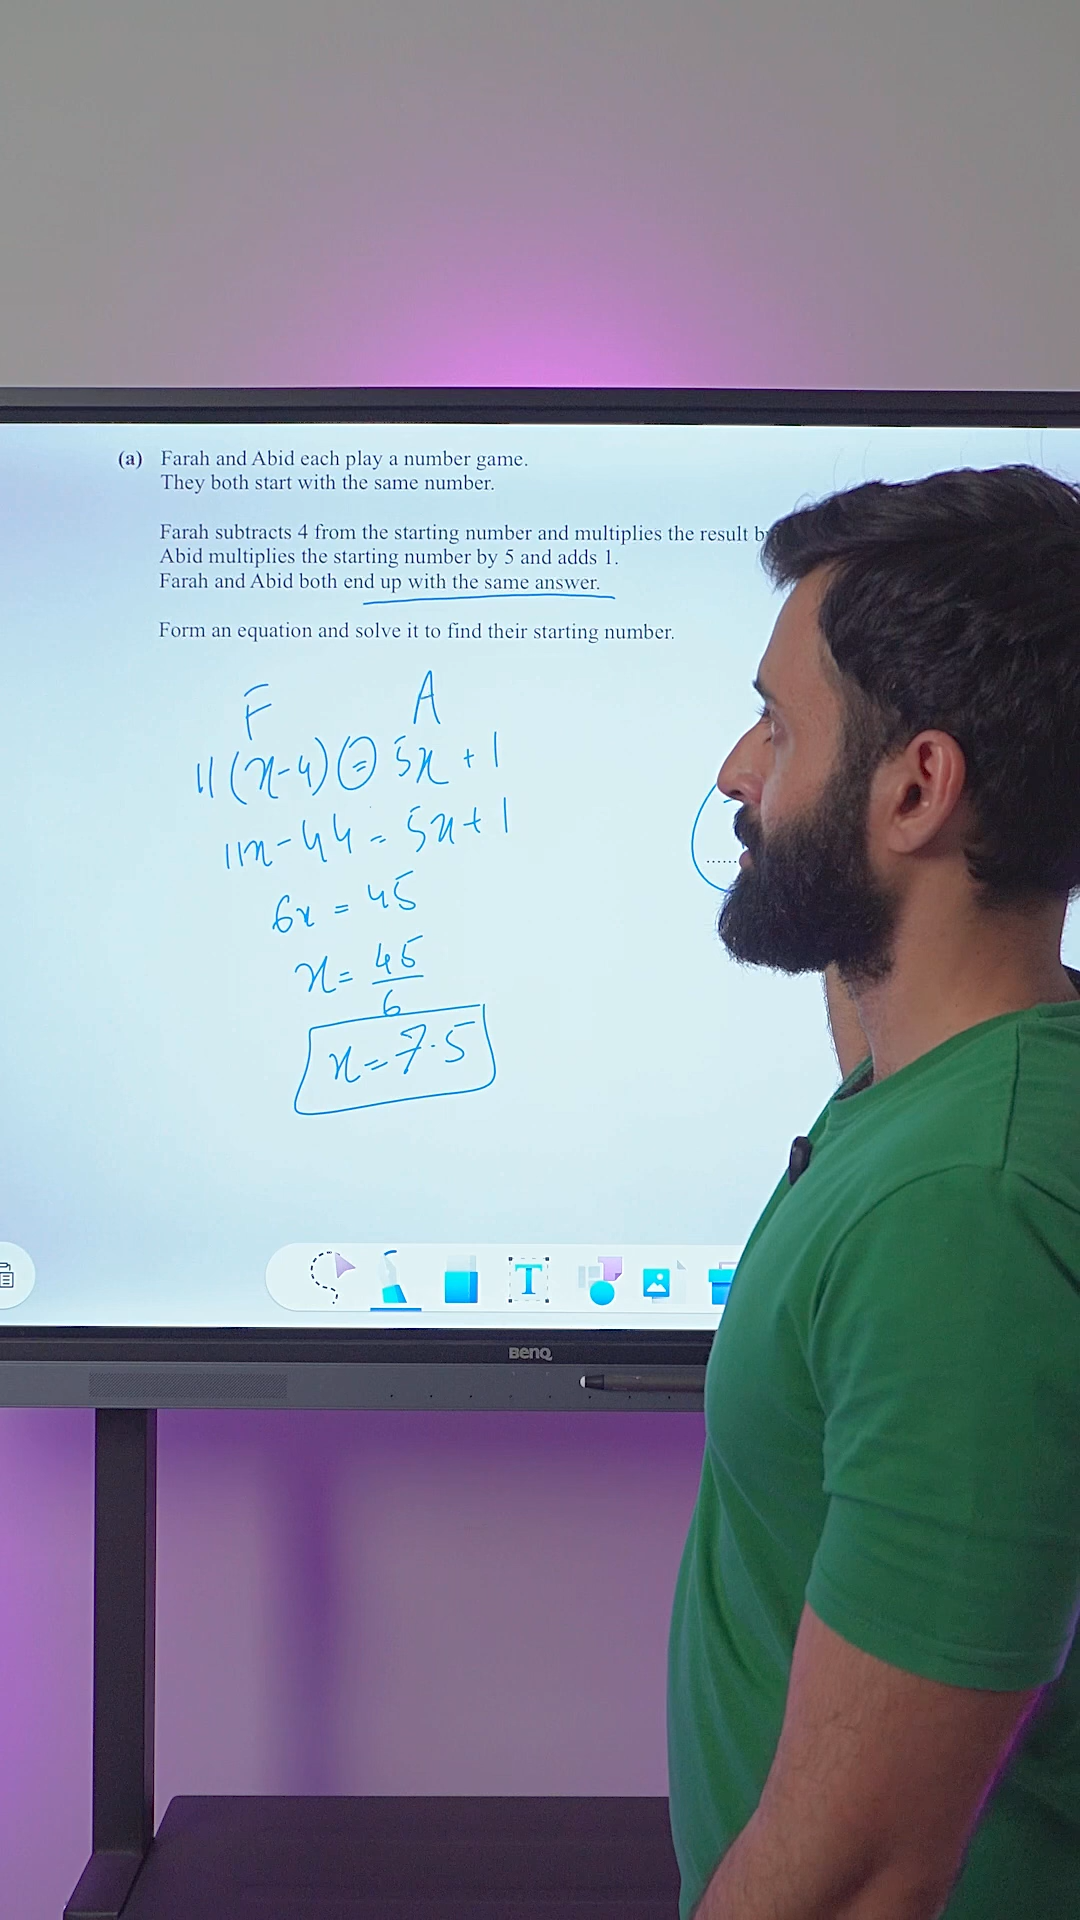 (a) Farah and Abid each play a number game.
They both start with the same number.
Farah subtracts 4 from the starting number and multiplies the result
Abid multiplies the starting number by 5 and adds 1.
Farah and Abid both end up with the same answer.
Form an equation and solve it to find their starting number.
F A
11(x-4) = 5x + 1
11x - 44 = 5x + 1
6x = 45
x = 45/6
x = 7.5
T
BenQ